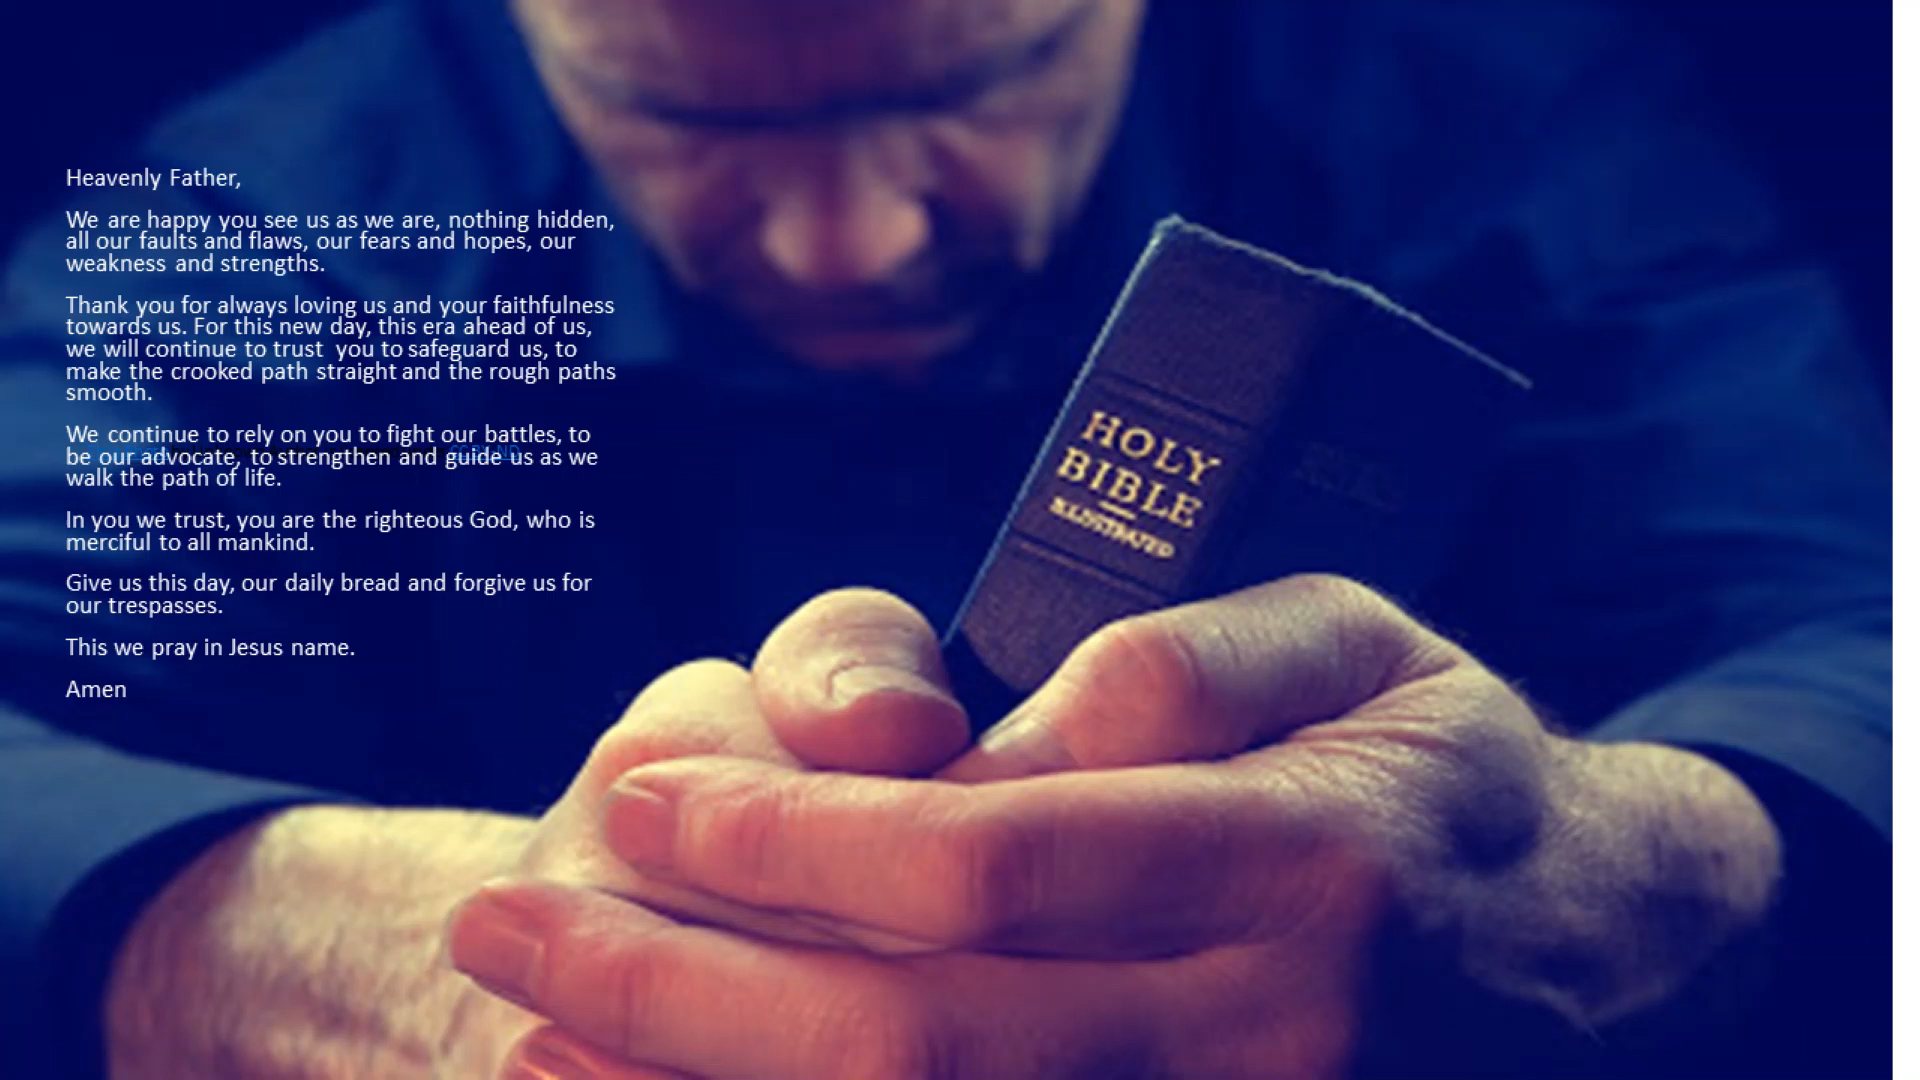 Heavenly Father,
We are happy you see us as we are, nothing hidden,
all our faults and flaws, our fears and hopes, our
weakness and strengths.
Thank you for always loving us and your faithfulness
towards us. For this new day, this era ahead of us,
we will continue to trust you to safeguard us, to
make the crooked path straight and the rough paths
smooth.
We continue to rely on you to fight our battles, to
be our advocate, to strengthen and guide us as we
walk the path of life.
In you we trust, you are the righteous God, who is
merciful to all mankind.
Give us this day, our daily bread and forgive us for
our trespasses.
This we pray in Jesus name.
Amen
HOLY
BIBLE
ILLUSTRATED